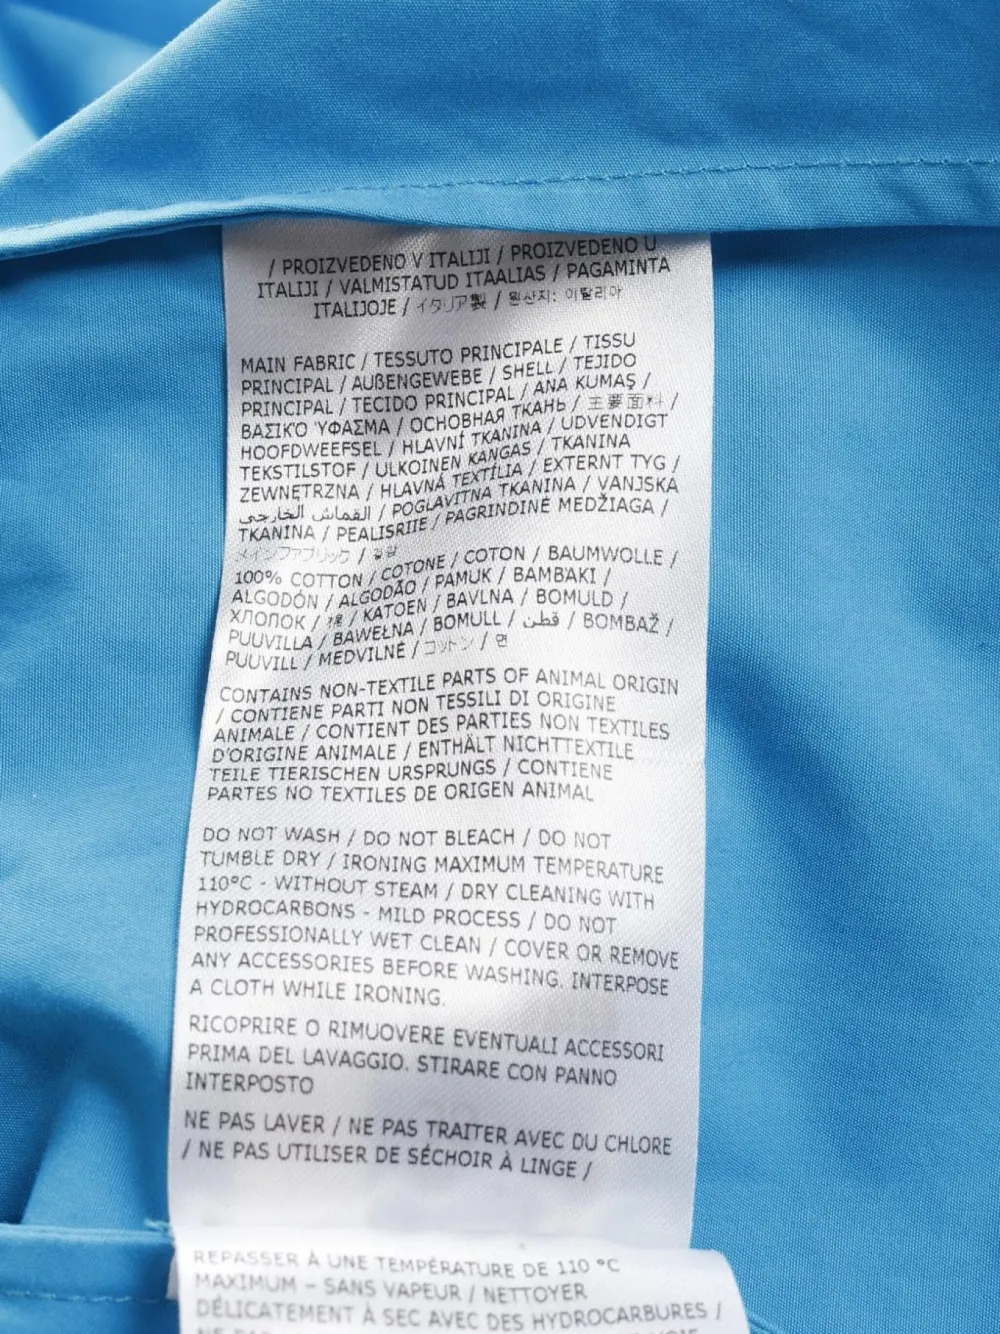 / PROIZVEDENO V ITALIJI / PROIZVEDENO U
ITALIJI / VALMISTATUD ITAALIAS / PAGAMINTA
ITALIJOJE / イタリア製 / 원산지: 이탈리아
MAIN FABRIC / TESSUTO PRINCIPALE / TISSU
PRINCIPAL / AUßENGEWEBE / SHELL / TEJIDO
PRINCIPAL / TECIDO PRINCIPAL / ANA KUMAŞ /
ΒΑΣΙΚΌ ΎΦΑΣΜΑ / ОСНОВНАЯ ТКАНЬ / 主要面料 /
HOOFDWEEFSEL / HLAVNÍ TKANINA / UDVENDIGT
TEKSTILSTOF / ULKOINEN KANGAS / TKANINA
ZEWNĘTRZNA / HLAVNÁ TEXTÍLIA / EXTERNT TYG /
القماش الخارجي / POGLAVITNA TKANINA / VANJSKA
TKANINA / PEALISRIIE / PAGRINDINĖ MEDŽIAGA /
メインファブリック / 겉감
100% COTTON / COTONE / COTON / BAUMWOLLE /
ALGODÓN / ALGODÃO / PAMUK / ΒΑΜΒΆΚΙ /
ХЛОПОК / 棉 / KATOEN / BAVLNA / BOMULD /
PUUVILLA / BAWEŁNA / BOMULL / قطن / BOMBAŽ /
PUUVILL / MEDVILNĖ / コットン / 면
CONTAINS NON-TEXTILE PARTS OF ANIMAL ORIGIN
/ CONTIENE PARTI NON TESSILI DI ORIGINE
ANIMALE / CONTIENT DES PARTIES NON TEXTILES
D'ORIGINE ANIMALE / ENTHÄLT NICHTTEXTILE
TEILE TIERISCHEN URSPRUNGS / CONTIENE
PARTES NO TEXTILES DE ORIGEN ANIMAL
DO NOT WASH / DO NOT BLEACH / DO NOT
TUMBLE DRY / IRONING MAXIMUM TEMPERATURE
110°C - WITHOUT STEAM / DRY CLEANING WITH
HYDROCARBONS - MILD PROCESS / DO NOT
PROFESSIONALLY WET CLEAN / COVER OR REMOVE
ANY ACCESSORIES BEFORE WASHING. INTERPOSE
A CLOTH WHILE IRONING.
RICOPRIRE O RIMUOVERE EVENTUALI ACCESSORI
PRIMA DEL LAVAGGIO. STIRARE CON PANNO
INTERPOSTO
NE PAS LAVER / NE PAS TRAITER AVEC DU CHLORE
/ NE PAS UTILISER DE SÉCHOIR À LINGE /
REPASSER À UNE TEMPÉRATURE DE 110 °C
MAXIMUM – SANS VAPEUR / NETTOYER
DÉLICATEMENT À SEC AVEC DES HYDROCARBURES /